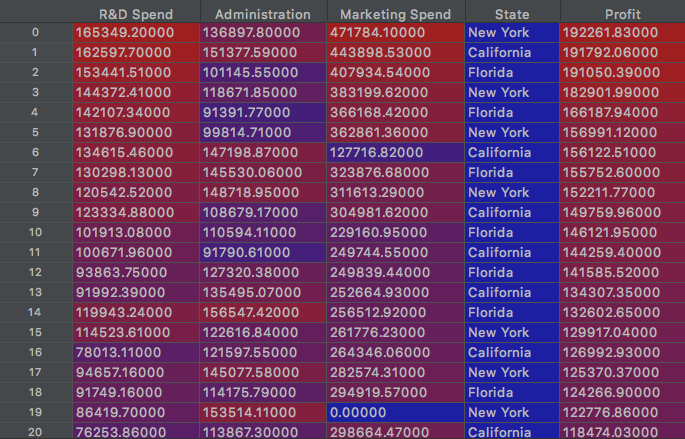 R&D Spend Administration Marketing Spend State Profit
0 165349.20000 136897.80000 471784.10000 New York 192261.83000
1 162597.70000 151377.59000 443898.53000 California 191792.06000
2 153441.51000 101145.55000 407934.54000 Florida 191050.39000
3 144372.41000 118671.85000 383199.62000 New York 182901.99000
4 142107.34000 91391.77000 366168.42000 Florida 166187.94000
5 131876.90000 99814.71000 362861.36000 New York 156991.12000
6 134615.46000 147198.87000 127716.82000 California 156122.51000
7 130298.13000 145530.06000 323876.68000 Florida 155752.60000
8 120542.52000 148718.95000 311613.29000 New York 152211.77000
9 123334.88000 108679.17000 304981.62000 California 149759.96000
10 101913.08000 110594.11000 229160.95000 Florida 146121.95000
11 100671.96000 91790.61000 249744.55000 California 144259.40000
12 93863.75000 127320.38000 249839.44000 Florida 141585.52000
13 91992.39000 135495.07000 252664.93000 California 134307.35000
14 119943.24000 156547.42000 256512.92000 Florida 132602.65000
15 114523.61000 122616.84000 261776.23000 New York 129917.04000
16 78013.11000 121597.55000 264346.06000 California 126992.93000
17 94657.16000 145077.58000 282574.31000 New York 125370.37000
18 91749.16000 114175.79000 294919.57000 Florida 124266.90000
19 86419.70000 153514.11000 0.00000 New York 122776.86000
20 76253.86000 113867.30000 298664.47000 California 118474.03000